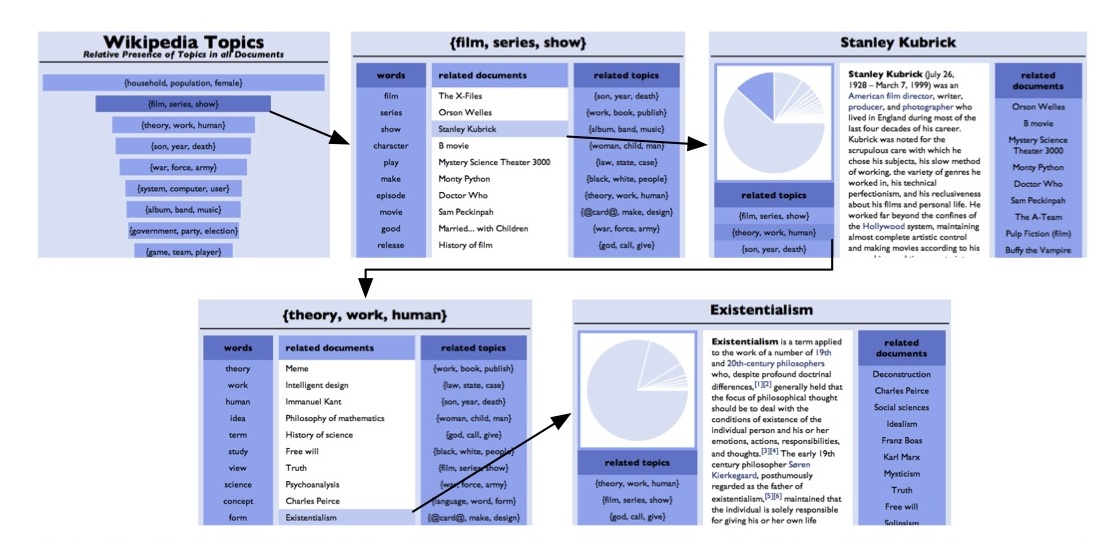 Wikipedia Topics
Relative Presence of Topics in all Documents
{household, population, female}
{film, series, show}
{theory, work, human}
{son, year, death}
{war, force, army}
{system, computer, user}
{album, band, music}
{government, party, election}
{game, team, player}
{film, series, show}
words
film
series
show
character
play
make
episode
movie
good
release
related documents
The X-Files
Orson Welles
Stanley Kubrick
B movie
Mystery Science Theater 3000
Monty Python
Doctor Who
Sam Peckinpah
Married... with Children
History of film
related topics
{son, year, death}
{work, book, publish}
{album, band, music}
{woman, child, man}
{law, state, case}
{black, white, people}
{theory, work, human}
{@card@, make, design}
{war, force, army}
{god, call, give}
Stanley Kubrick
related topics
{film, series, show}
{theory, work, human}
{son, year, death}
Stanley Kubrick (July 26,
1928 – March 7, 1999) was an
American film director, writer,
producer, and photographer who
lived in England during most of the
last four decades of his career.
Kubrick was noted for the
scrupulous care with which he
chose his subjects, his slow method
of working, the variety of genres he
worked in, his technical
perfectionism, and his reclusiveness
about his films and personal life. He
worked far beyond the confines of
the Hollywood system, maintaining
almost complete artistic control
and making movies according to his
related
documents
Orson Welles
B movie
Mystery Science
Theater 3000
Monty Python
Doctor Who
Sam Peckinpah
The A-Team
Pulp Fiction (film)
Buffy the Vampire
{theory, work, human}
words
theory
work
human
idea
term
study
view
science
concept
form
related documents
Meme
Intelligent design
Immanuel Kant
Philosophy of mathematics
History of science
Free will
Truth
Psychoanalysis
Charles Peirce
Existentialism
related topics
{work, book, publish}
{law, state, case}
{son, year, death}
{woman, child, man}
{god, call, give}
{black, white, people}
{film, series, show}
{war, force, army}
{language, word, form}
{@card@, make, design}
Existentialism
related topics
{theory, work, human}
{film, series, show}
{god, call, give}
Existentialism is a term applied
to the work of a number of 19th
and 20th-century philosophers
who, despite profound doctrinal
differences,[1][2] generally held that
the focus of philosophical thought
should be to deal with the
conditions of existence of the
individual person and his or her
emotions, actions, responsibilities,
and thoughts.[3][4] The early 19th
century philosopher Søren
Kierkegaard, posthumously
regarded as the father of
existentialism,[5][6] maintained that
the individual is solely responsible
for giving his or her own life
related
documents
Deconstruction
Charles Peirce
Social sciences
Idealism
Franz Boas
Karl Marx
Mysticism
Truth
Free will
Solipsism